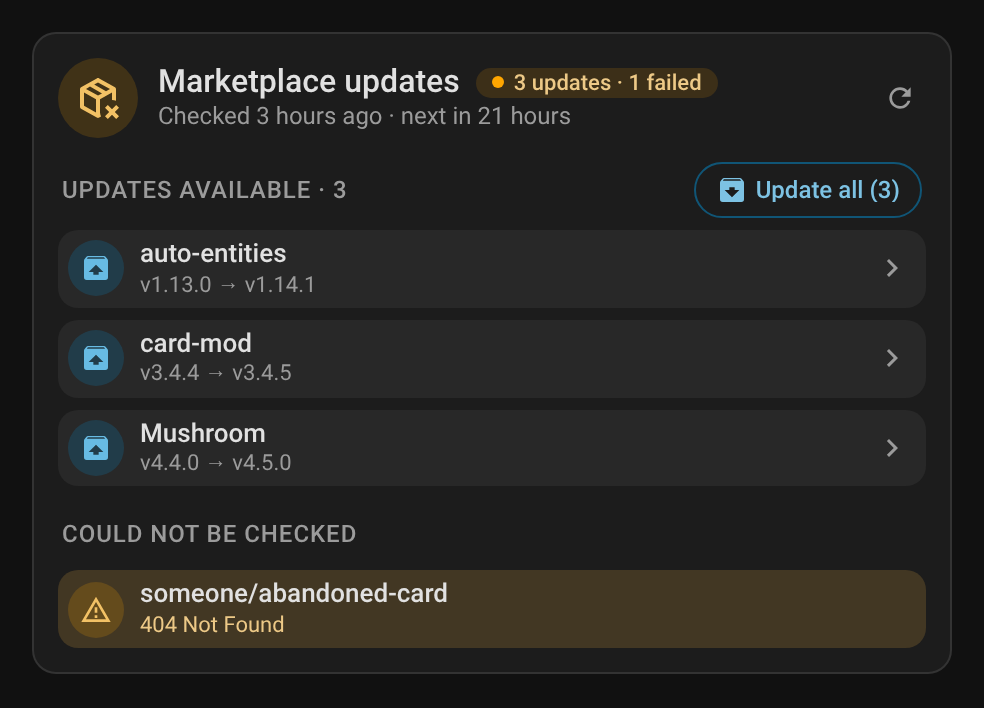 Marketplace updates
3 updates · 1 failed
Checked 3 hours ago · next in 21 hours
UPDATES AVAILABLE · 3
Update all (3)
auto-entities
v1.13.0 → v1.14.1
card-mod
v3.4.4 → v3.4.5
Mushroom
v4.4.0 → v4.5.0
COULD NOT BE CHECKED
someone/abandoned-card
404 Not Found